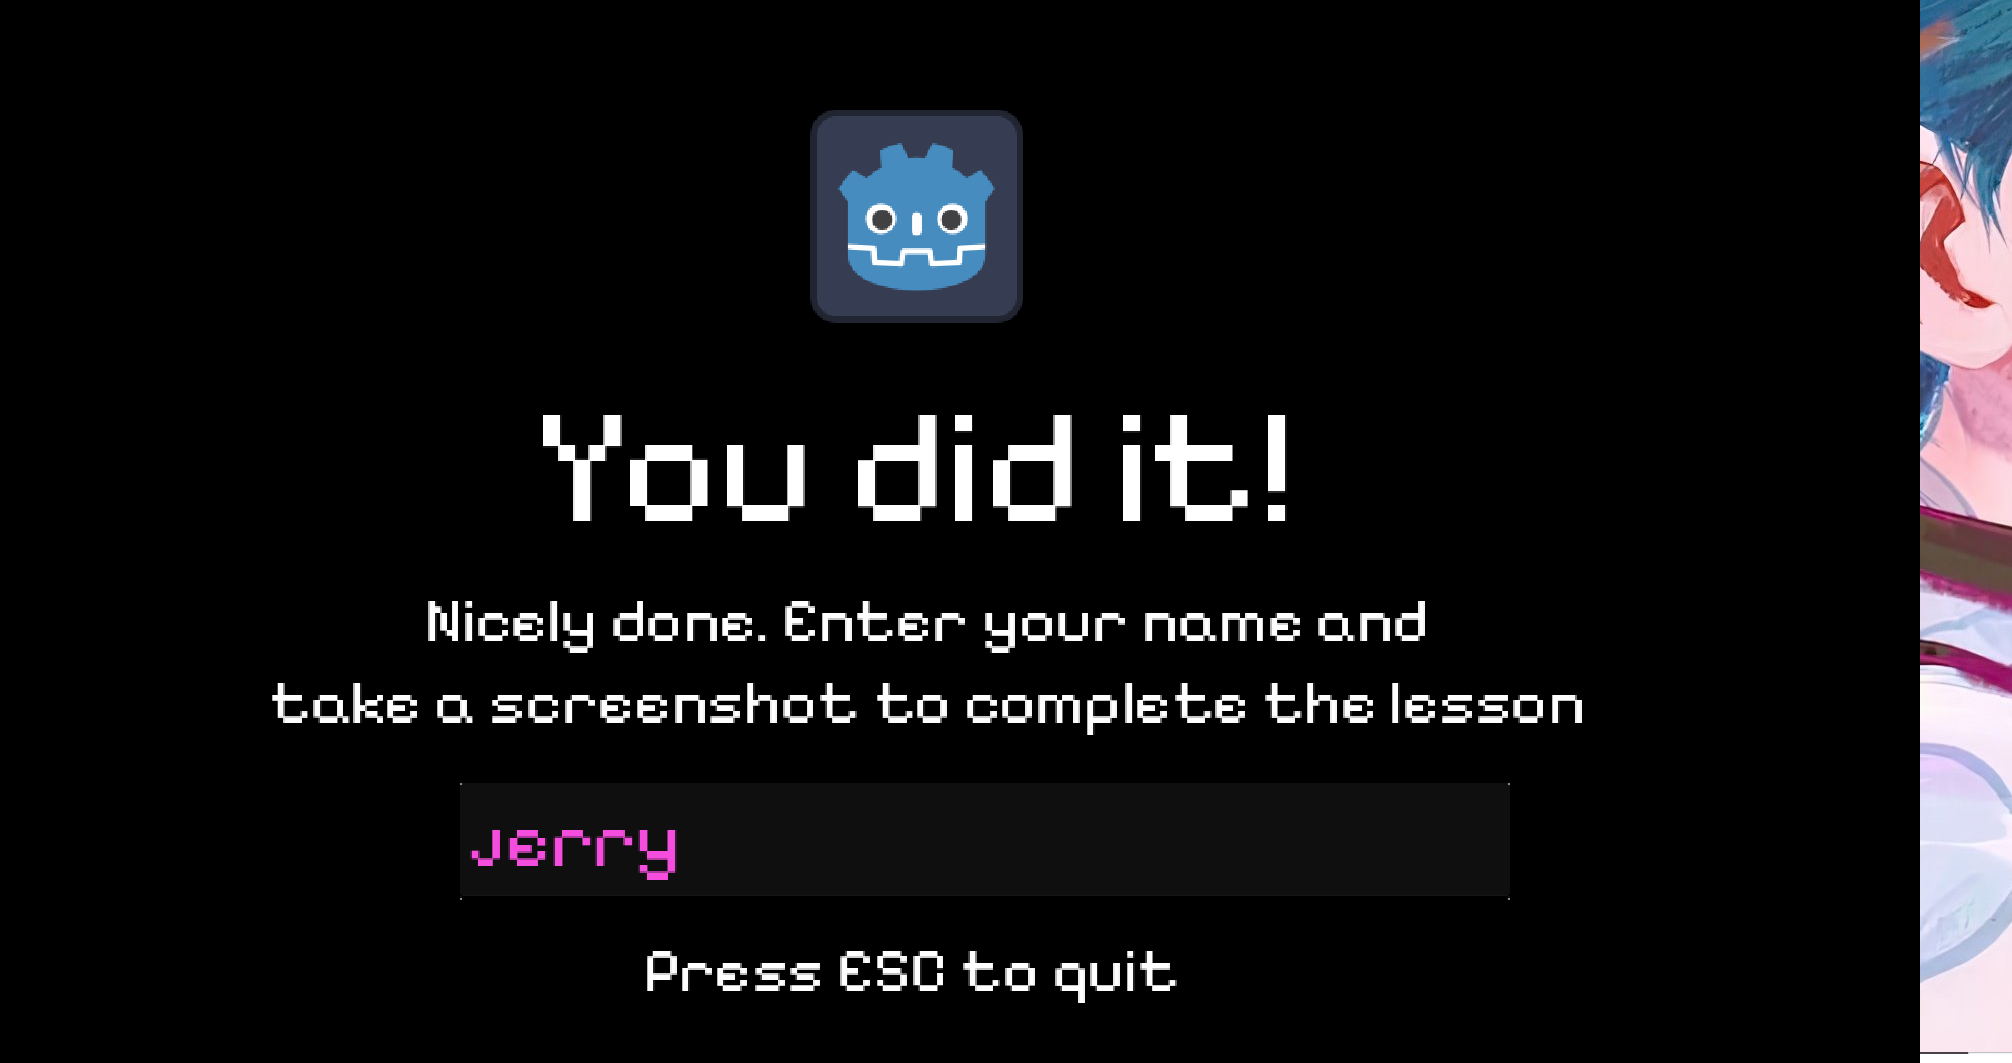 You did it!
Nicely done. Enter your name and
take a screenshot to complete the lesson
Jerry
Press ESC to quit